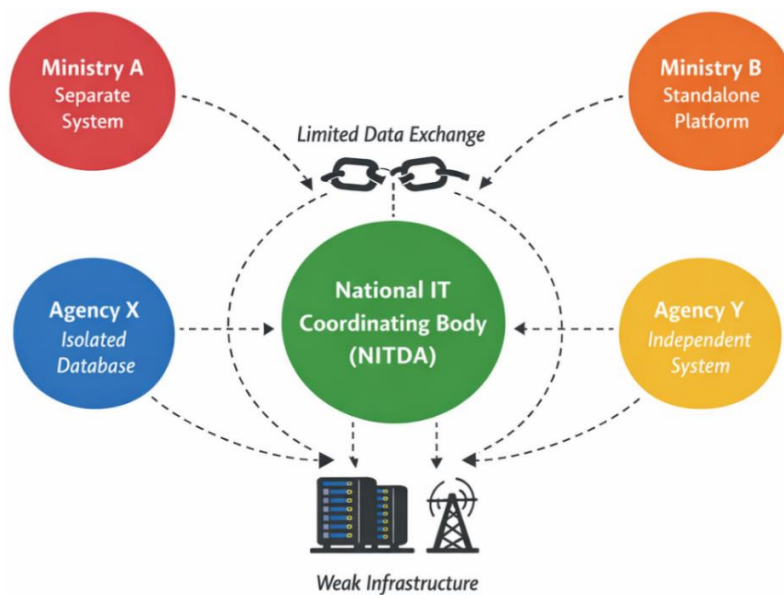 Ministry A
Separate
System
Ministry B
Standalone
Platform
Limited Data Exchange
Agency X
Isolated
Database
National IT
Coordinating Body
(NITDA)
Agency Y
Independent
System
Weak Infrastructure